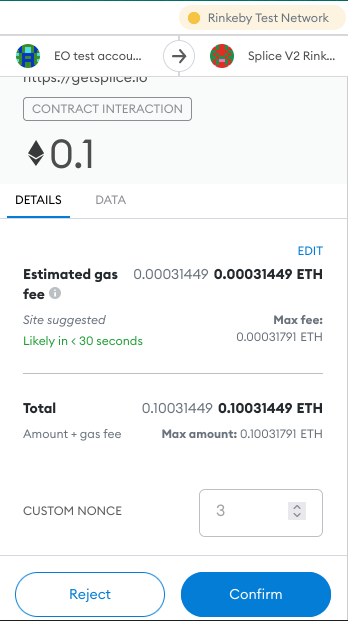 Rinkeby Test Network
EO test accou...
Splice V2 Rink...
https://getsplice.io
CONTRACT INTERACTION
0.1
DETAILS
DATA
EDIT
Estimated gas fee
0.00031449 0.00031449 ETH
Site suggested
Max fee:
Likely in < 30 seconds
0.00031791 ETH
Total
0.10031449 0.10031449 ETH
Amount + gas fee
Max amount: 0.10031791 ETH
CUSTOM NONCE
3
Reject
Confirm